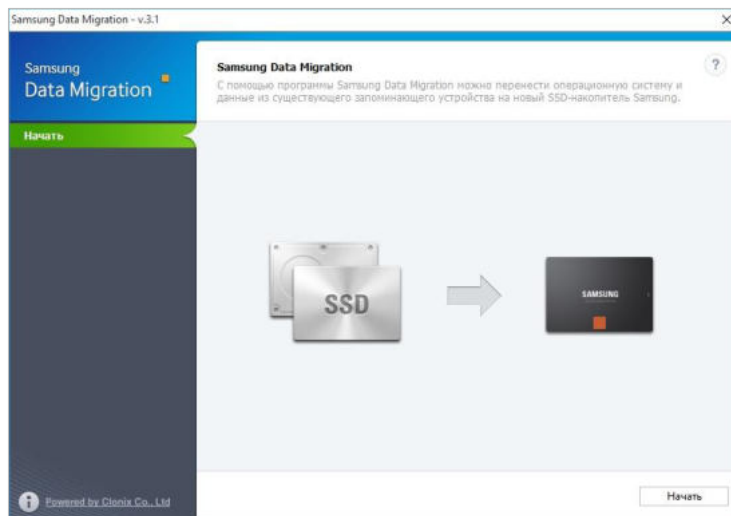 Samsung Data Migration - v.3.1
Samsung
Data Migration
Начать
Samsung Data Migration
С помощью программы Samsung Data Migration можно перенести операционную систему и
данные из существующего запоминающего устройства на новый SSD-накопитель Samsung.
?
SSD
SAMSUNG
Powered by Clonix Co., Ltd
Начать